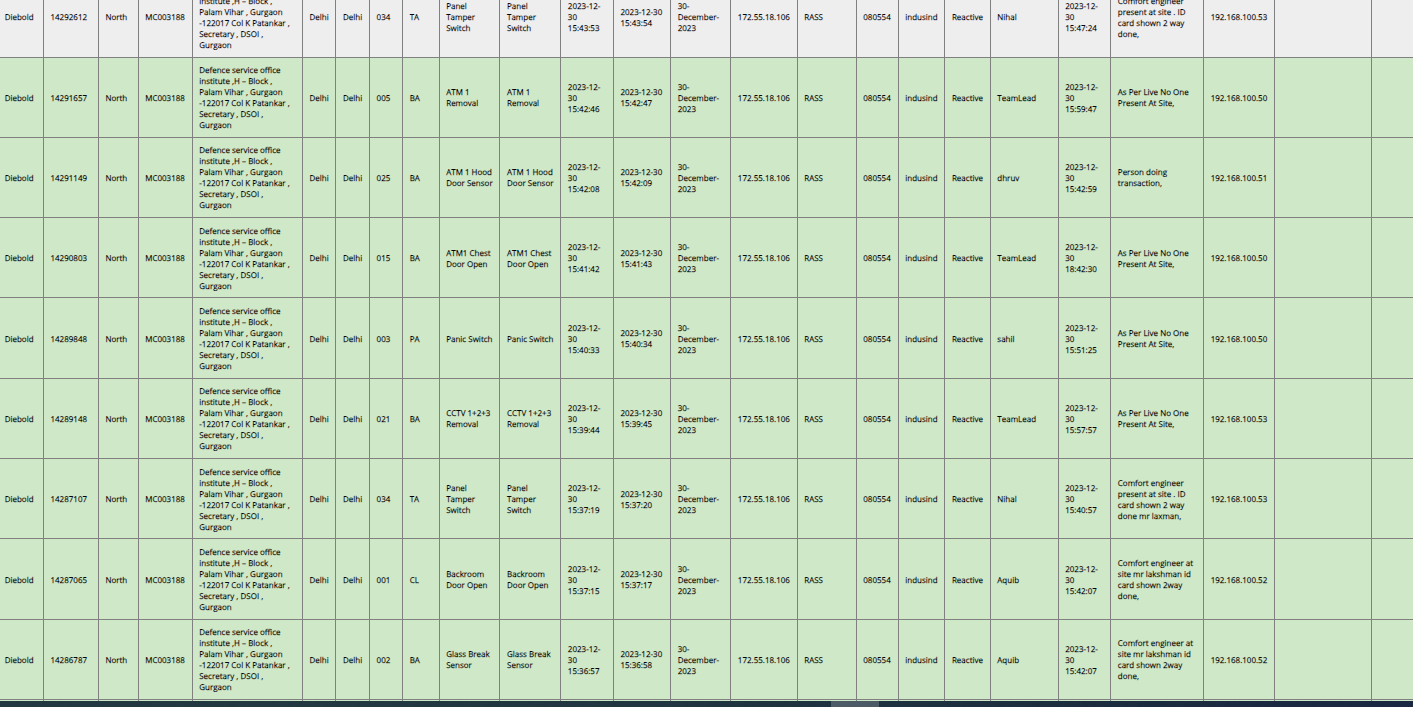 Diebold
14292612
North
MC003188
institute ,H – Block ,
Palam Vihar , Gurgaon
-122017 Col K Patankar ,
Secretary , DSOI ,
Gurgaon
Delhi
Delhi
034
TA
Panel
Tamper
Switch
Panel
Tamper
Switch
2023-12-
30
15:43:53
2023-12-30
15:43:54
30-
December-
2023
172.55.18.106
RASS
080554
indusind
Reactive
Nihal
2023-12-
30
15:47:24
Comfort engineer
present at site . ID
card shown 2 way
done,
192.168.100.53
Diebold
14291657
North
MC003188
Defence service office
institute ,H – Block ,
Palam Vihar , Gurgaon
-122017 Col K Patankar ,
Secretary , DSOI ,
Gurgaon
Delhi
Delhi
005
BA
ATM 1
Removal
ATM 1
Removal
2023-12-
30
15:42:46
2023-12-30
15:42:47
30-
December-
2023
172.55.18.106
RASS
080554
indusind
Reactive
TeamLead
2023-12-
30
15:59:47
As Per Live No One
Present At Site,
192.168.100.50
Diebold
14291149
North
MC003188
Defence service office
institute ,H – Block ,
Palam Vihar , Gurgaon
-122017 Col K Patankar ,
Secretary , DSOI ,
Gurgaon
Delhi
Delhi
025
BA
ATM 1 Hood
Door Sensor
ATM 1 Hood
Door Sensor
2023-12-
30
15:42:08
2023-12-30
15:42:09
30-
December-
2023
172.55.18.106
RASS
080554
indusind
Reactive
dhruv
2023-12-
30
15:42:59
Person doing
transaction,
192.168.100.51
Diebold
14290803
North
MC003188
Defence service office
institute ,H – Block ,
Palam Vihar , Gurgaon
-122017 Col K Patankar ,
Secretary , DSOI ,
Gurgaon
Delhi
Delhi
015
BA
ATM1 Chest
Door Open
ATM1 Chest
Door Open
2023-12-
30
15:41:42
2023-12-30
15:41:43
30-
December-
2023
172.55.18.106
RASS
080554
indusind
Reactive
TeamLead
2023-12-
30
18:42:30
As Per Live No One
Present At Site,
192.168.100.50
Diebold
14289848
North
MC003188
Defence service office
institute ,H – Block ,
Palam Vihar , Gurgaon
-122017 Col K Patankar ,
Secretary , DSOI ,
Gurgaon
Delhi
Delhi
003
PA
Panic Switch
Panic Switch
2023-12-
30
15:40:33
2023-12-30
15:40:34
30-
December-
2023
172.55.18.106
RASS
080554
indusind
Reactive
sahil
2023-12-
30
15:51:25
As Per Live No One
Present At Site,
192.168.100.50
Diebold
14289148
North
MC003188
Defence service office
institute ,H – Block ,
Palam Vihar , Gurgaon
-122017 Col K Patankar ,
Secretary , DSOI ,
Gurgaon
Delhi
Delhi
021
BA
CCTV 1+2+3
Removal
CCTV 1+2+3
Removal
2023-12-
30
15:39:44
2023-12-30
15:39:45
30-
December-
2023
172.55.18.106
RASS
080554
indusind
Reactive
TeamLead
2023-12-
30
15:57:57
As Per Live No One
Present At Site,
192.168.100.53
Diebold
14287107
North
MC003188
Defence service office
institute ,H – Block ,
Palam Vihar , Gurgaon
-122017 Col K Patankar ,
Secretary , DSOI ,
Gurgaon
Delhi
Delhi
034
TA
Panel
Tamper
Switch
Panel
Tamper
Switch
2023-12-
30
15:37:19
2023-12-30
15:37:20
30-
December-
2023
172.55.18.106
RASS
080554
indusind
Reactive
Nihal
2023-12-
30
15:40:57
Comfort engineer
present at site . ID
card shown 2 way
done mr laxman,
192.168.100.53
Diebold
14287065
North
MC003188
Defence service office
institute ,H – Block ,
Palam Vihar , Gurgaon
-122017 Col K Patankar ,
Secretary , DSOI ,
Gurgaon
Delhi
Delhi
001
CL
Backroom
Door Open
Backroom
Door Open
2023-12-
30
15:37:15
2023-12-30
15:37:17
30-
December-
2023
172.55.18.106
RASS
080554
indusind
Reactive
Aquib
2023-12-
30
15:42:07
Comfort engineer at
site mr lakshman id
card shown 2way
done,
192.168.100.52
Diebold
14286787
North
MC003188
Defence service office
institute ,H – Block ,
Palam Vihar , Gurgaon
-122017 Col K Patankar ,
Secretary , DSOI ,
Gurgaon
Delhi
Delhi
002
BA
Glass Break
Sensor
Glass Break
Sensor
2023-12-
30
15:36:57
2023-12-30
15:36:58
30-
December-
2023
172.55.18.106
RASS
080554
indusind
Reactive
Aquib
2023-12-
30
15:42:07
Comfort engineer at
site mr lakshman id
card shown 2way
done,
192.168.100.52